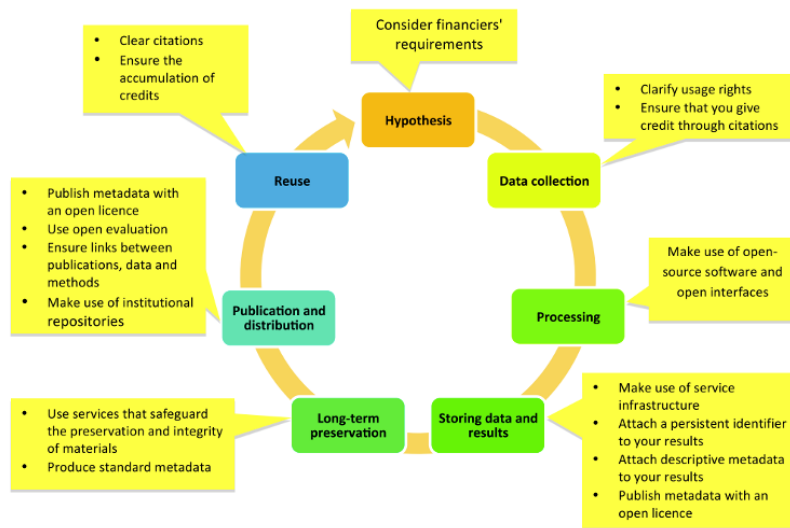 Consider financiers'
requirements
Hypothesis
• Clarify usage rights
• Ensure that you give
credit through citations
Data collection
Make use of open-
source software and
open interfaces
Processing
• Make use of service
infrastructure
• Attach a persistent identifier
to your results
• Attach descriptive metadata
to your results
• Publish metadata with an
open licence
Storing data and
results
• Use services that safeguard
the preservation and integrity
of materials
• Produce standard metadata
Long-term
preservation
• Publish metadata with
an open licence
• Use open evaluation
• Ensure links between
publications, data and
methods
• Make use of institutional
repositories
Publication and
distribution
• Clear citations
• Ensure the
accumulation of
credits
Reuse